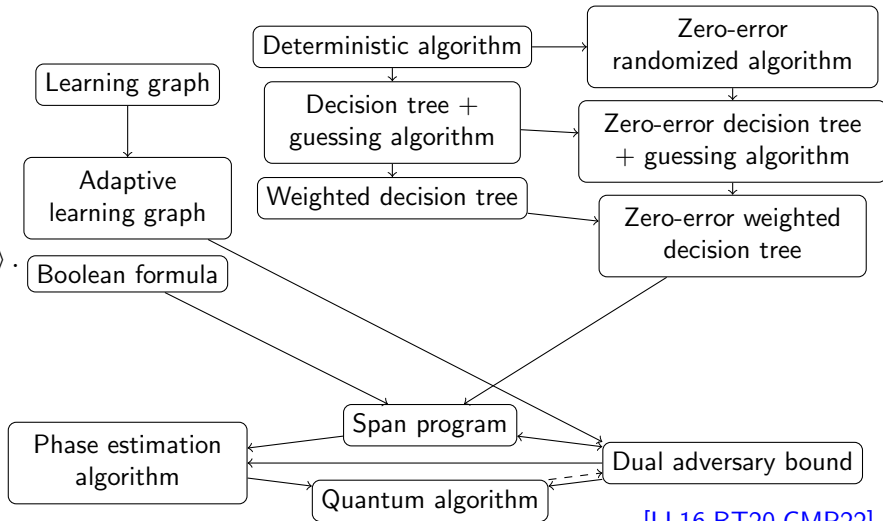 Deterministic algorithm
Zero-error
randomized algorithm
Learning graph
Decision tree +
guessing algorithm
Zero-error decision tree
+ guessing algorithm
Adaptive
learning graph
Weighted decision tree
Zero-error weighted
decision tree
⟩.
Boolean formula
Span program
Phase estimation
algorithm
Dual adversary bound
Quantum algorithm